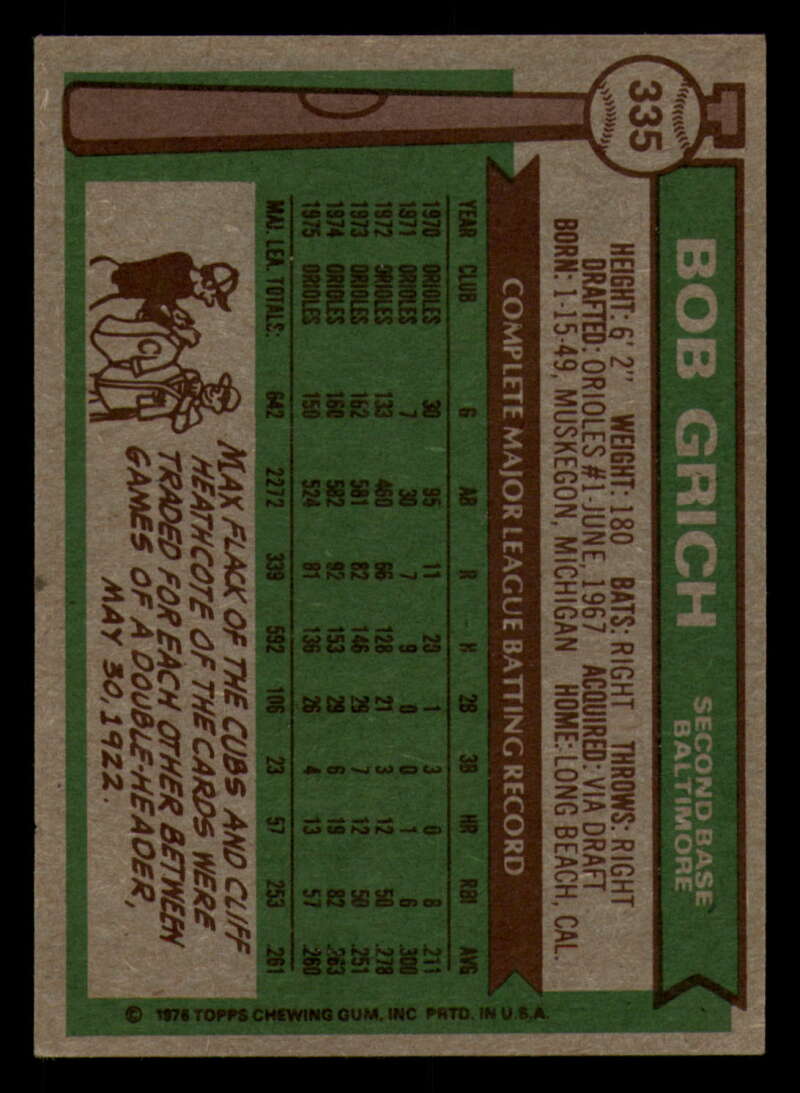 335
BOB GRICH
SECOND BASE
BALTIMORE
HEIGHT: 6' 2" WEIGHT: 180 BATS: RIGHT THROWS: RIGHT
DRAFTED: ORIOLES #1-JUNE, 1967 ACQUIRED: VIA DRAFT
BORN: 1-15-49, MUSKEGON, MICHIGAN HOME: LONG BEACH, CAL.
COMPLETE MAJOR LEAGUE BATTING RECORD
YEAR CLUB G AB R H 2B 3B HR RBI AVG
1970 ORIOLES 30 95 11 20 1 3 0 8 .211
1971 ORIOLES 7 30 7 9 0 0 1 6 .300
1972 ORIOLES 133 460 66 128 21 3 12 50 .278
1973 ORIOLES 162 581 82 146 29 7 12 50 .251
1974 ORIOLES 160 582 92 153 29 6 19 82 .263
1975 ORIOLES 150 524 81 136 26 4 13 57 .260
MAJ. LEA. TOTALS: 642 2272 339 592 106 23 57 253 .261
MAX FLACK OF THE CUBS AND CLIFF
HEATHCOTE OF THE CARDS WERE
TRADED FOR EACH OTHER BETWEEN
GAMES OF A DOUBLE-HEADER,
MAY 30, 1922.
C
© 1976 TOPPS CHEWING GUM, INC PRTD. IN U.S.A.